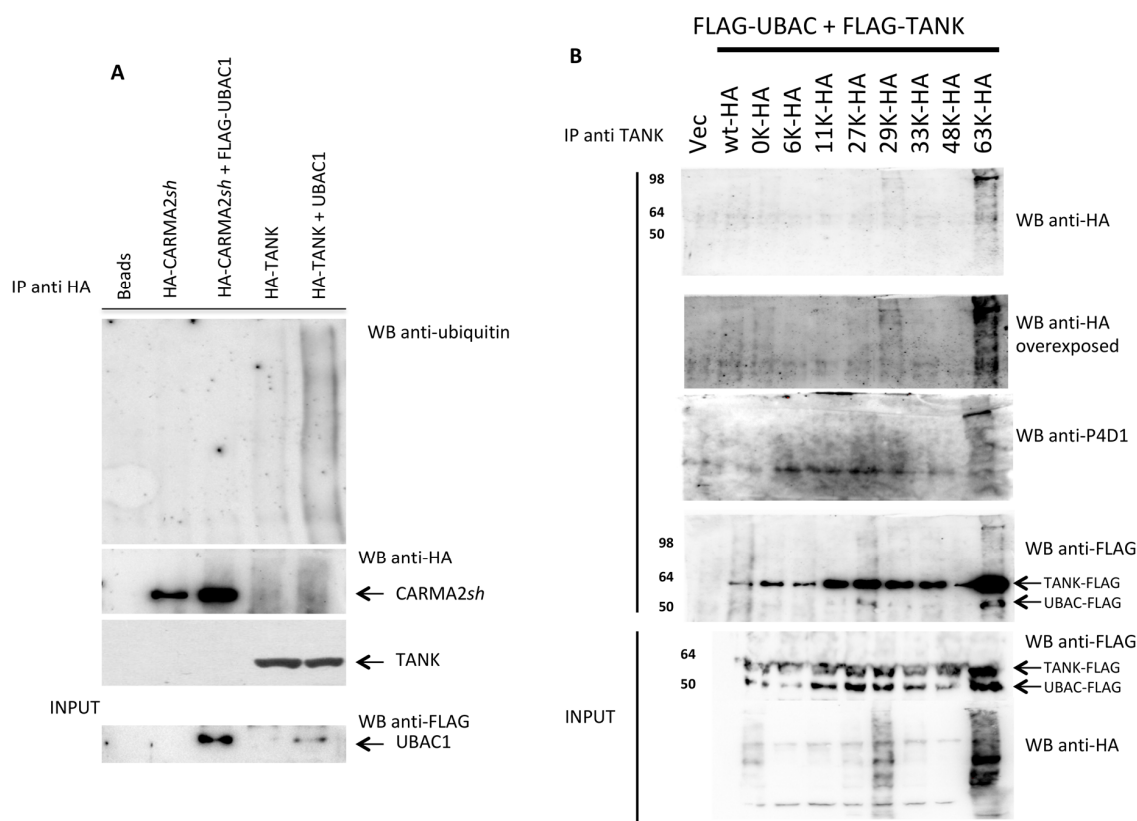 A
IP anti HA
Beads
HA-CARMA2sh
HA-CARMA2sh + FLAG-UBAC1
HA-TANK
HA-TANK + UBAC1
WB anti-ubiquitin
WB anti-HA
CARMA2sh
TANK
INPUT
WB anti-FLAG
UBAC1
FLAG-UBAC + FLAG-TANK
B
IP anti TANK
Vec
wt-HA
0K-HA
6K-HA
11K-HA
27K-HA
29K-HA
33K-HA
48K-HA
63K-HA
98
64
50
WB anti-HA
WB anti-HA
overexposed
WB anti-P4D1
98
64
50
WB anti-FLAG
TANK-FLAG
UBAC-FLAG
INPUT
64
50
WB anti-FLAG
TANK-FLAG
UBAC-FLAG
WB anti-HA